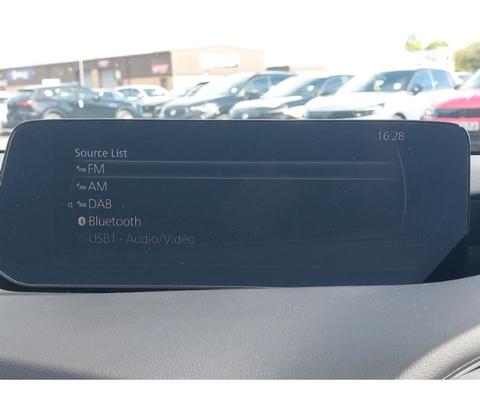 16:28
Source List
FM
AM
DAB
Bluetooth
USB1 - Audio/Video